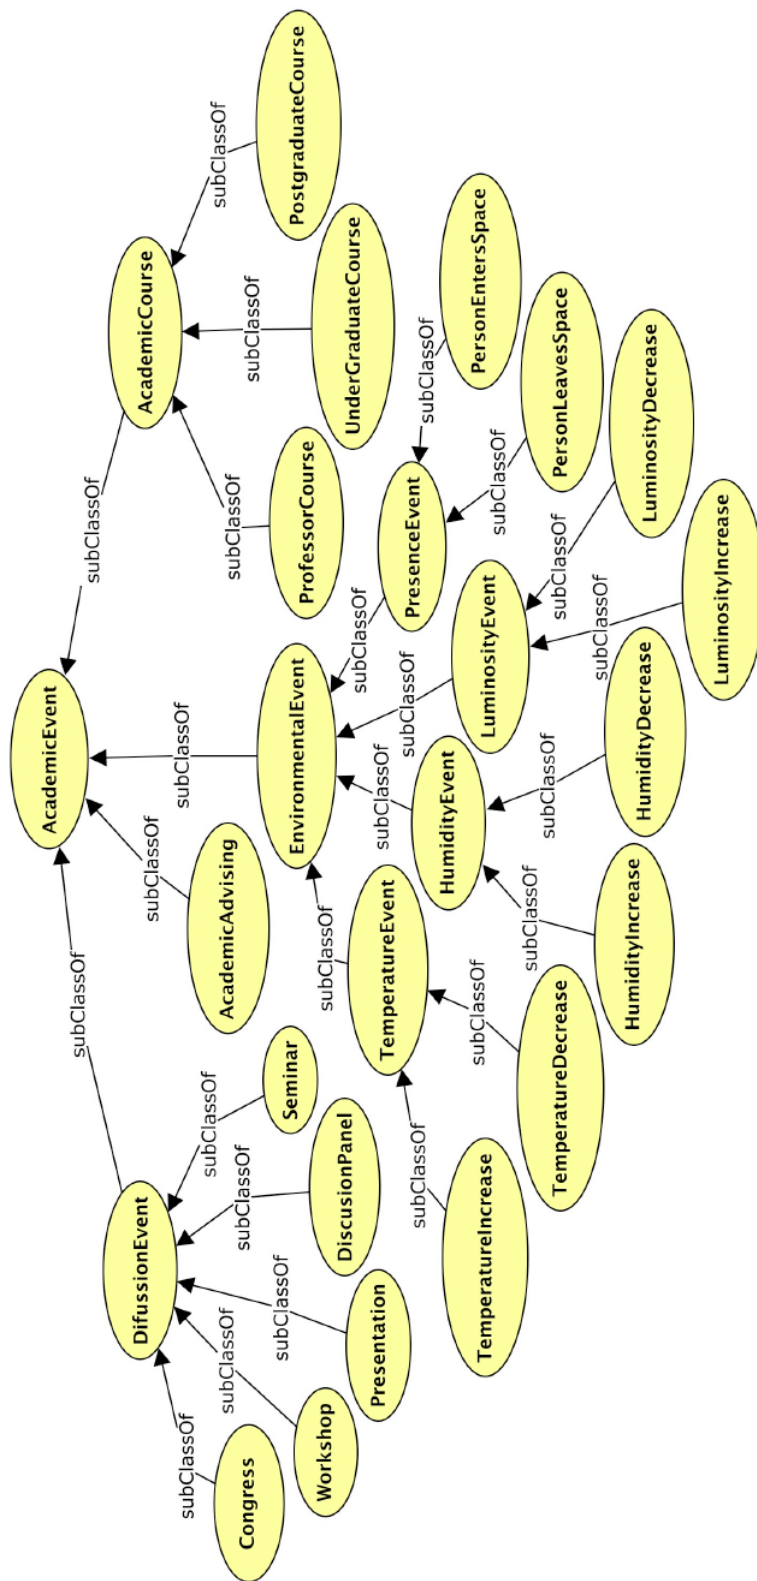 AcademicEvent
subClassOf
subClassOf
subClassOf
subClassOf
DifussionEvent
AcademicAdvising
EnvironmentalEvent
AcademicCourse
subClassOf
subClassOf
subClassOf
subClassOf
subClassOf
Congress
Workshop
Presentation
DiscusionPanel
Seminar
subClassOf
subClassOf
subClassOf
subClassOf
TemperatureEvent
HumidityEvent
LuminosityEvent
PresenceEvent
subClassOf
subClassOf
subClassOf
ProfessorCourse
UnderGraduateCourse
PostgraduateCourse
subClassOf
subClassOf
subClassOf
subClassOf
subClassOf
subClassOf
subClassOf
subClassOf
TemperatureIncrease
TemperatureDecrease
HumidityIncrease
HumidityDecrease
LuminosityIncrease
LuminosityDecrease
PersonLeavesSpace
PersonEntersSpace